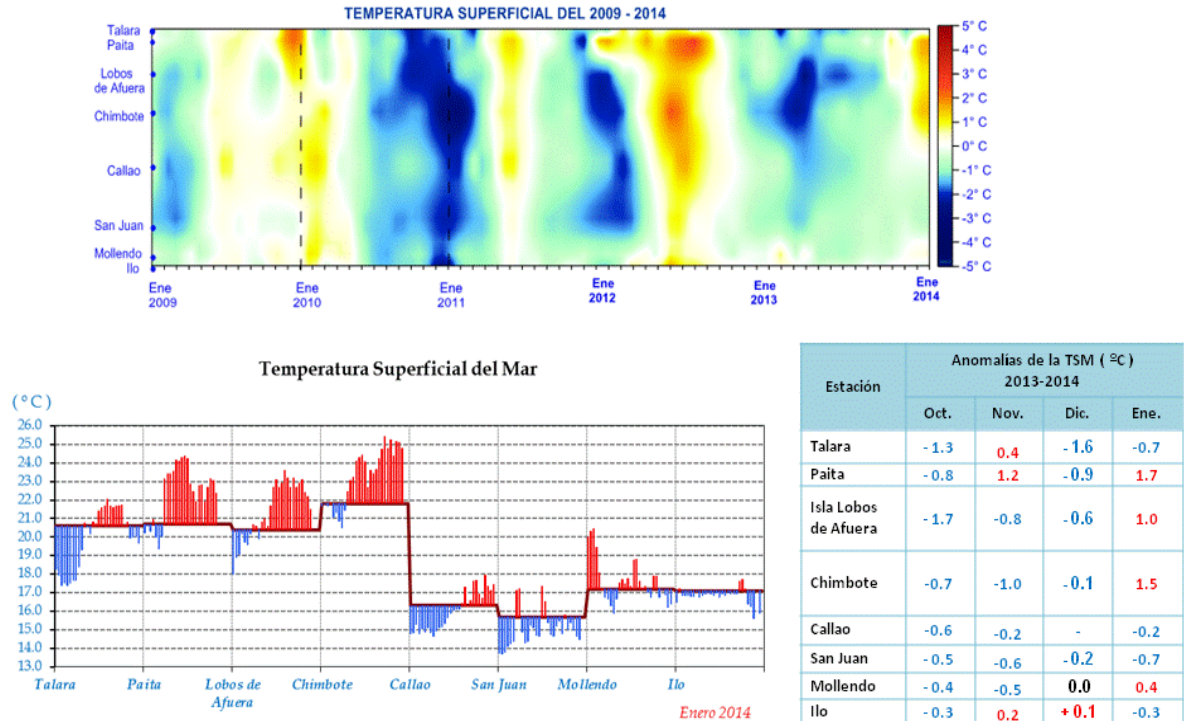 TEMPERATURA SUPERFICIAL DEL 2009 - 2014
Talara
Paita
Lobos
de Afuera
Chimbote
Callao
San Juan
Mollendo
Ilo
Ene
2009
Ene
2010
Ene
2011
Ene
2012
Ene
2013
Ene
2014
5° C
4° C
3° C
2° C
1° C
0° C
-1° C
-2° C
-3° C
-4° C
-5° C
Temperatura Superficial del Mar
(°C)
26.0
25.0
24.0
23.0
22.0
21.0
20.0
19.0
18.0
17.0
16.0
15.0
14.0
13.0
Talara Paita Lobos de Afuera Chimbote Callao San Juan Mollendo Ilo
Enero 2014
Estación Anomalías de la TSM ( ºC )
2013-2014
Oct. Nov. Dic. Ene.
Talara - 1.3 0.4 - 1.6 -0.7
Paita - 0.8 1.2 - 0.9 1.7
Isla Lobos
de Afuera -1.7 -0.8 - 0.6 1.0
Chimbote -0.7 -1.0 - 0.1 1.5
Callao -0.6 -0.2 - -0.2
San Juan - 0.5 -0.6 - 0.2 -0.7
Mollendo - 0.4 -0.5 0.0 0.4
Ilo - 0.3 0.2 + 0.1 -0.3